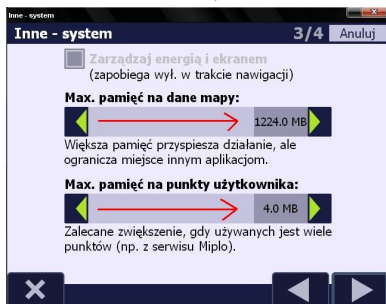 Inne - system
Inne - system 3/4 Anuluj
Zarządzaj energią i ekranem
(zapobiega wył. w trakcie nawigacji)
Max. pamięć na dane mapy:
1224.0 MB
Większa pamięć przyspiesza działanie, ale
ogranicza miejsce innym aplikacjom.
Max. pamięć na punkty użytkownika:
4.0 MB
Zalecane zwiększenie, gdy używanych jest wiele
punktów (np. z serwisu Miplo).